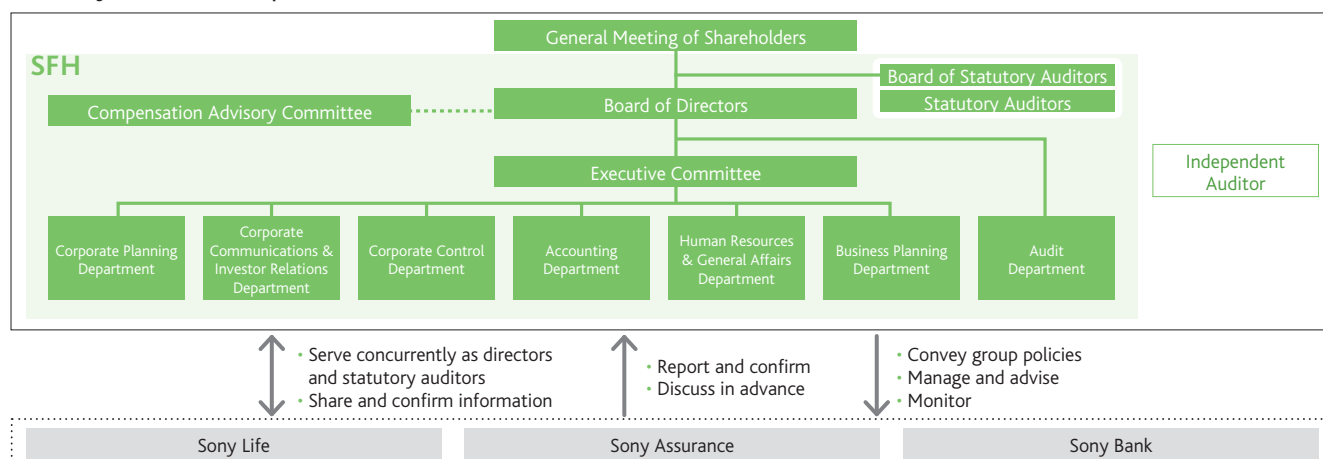 General Meeting of Shareholders
SFH
Board of Statutory Auditors
Statutory Auditors
Compensation Advisory Committee
Board of Directors
Independent
Auditor
Executive Committee
Corporate Planning
Department
Corporate
Communications &
Investor Relations
Department
Corporate Control
Department
Accounting
Department
Human Resources
& General Affairs
Department
Business Planning
Department
Audit
Department
• Serve concurrently as directors
and statutory auditors
• Share and confirm information
• Report and confirm
• Discuss in advance
• Convey group policies
• Manage and advise
• Monitor
Sony Life
Sony Assurance
Sony Bank